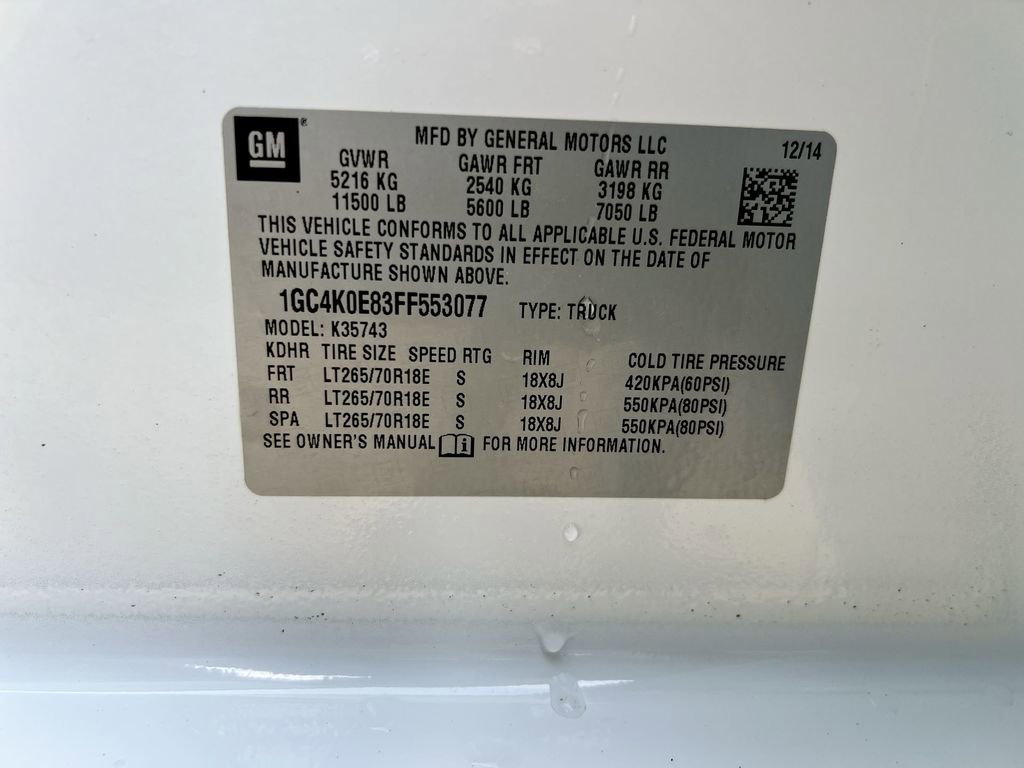 GM®
MFD BY GENERAL MOTORS LLC 12/14
GVWR GAWR FRT GAWR RR
5216 KG 2540 KG 3198 KG
11500 LB 5600 LB 7050 LB
THIS VEHICLE CONFORMS TO ALL APPLICABLE U.S. FEDERAL MOTOR
VEHICLE SAFETY STANDARDS IN EFFECT ON THE DATE OF
MANUFACTURE SHOWN ABOVE.
1GC4K0E83FF553077 TYPE: TRUCK
MODEL: K35743
KDHR TIRE SIZE SPEED RTG RIM COLD TIRE PRESSURE
FRT LT265/70R18E S 18X8J 420KPA(60PSI)
RR LT265/70R18E S 18X8J 550KPA(80PSI)
SPA LT265/70R18E S 18X8J 550KPA(80PSI)
SEE OWNER'S MANUAL i FOR MORE INFORMATION.